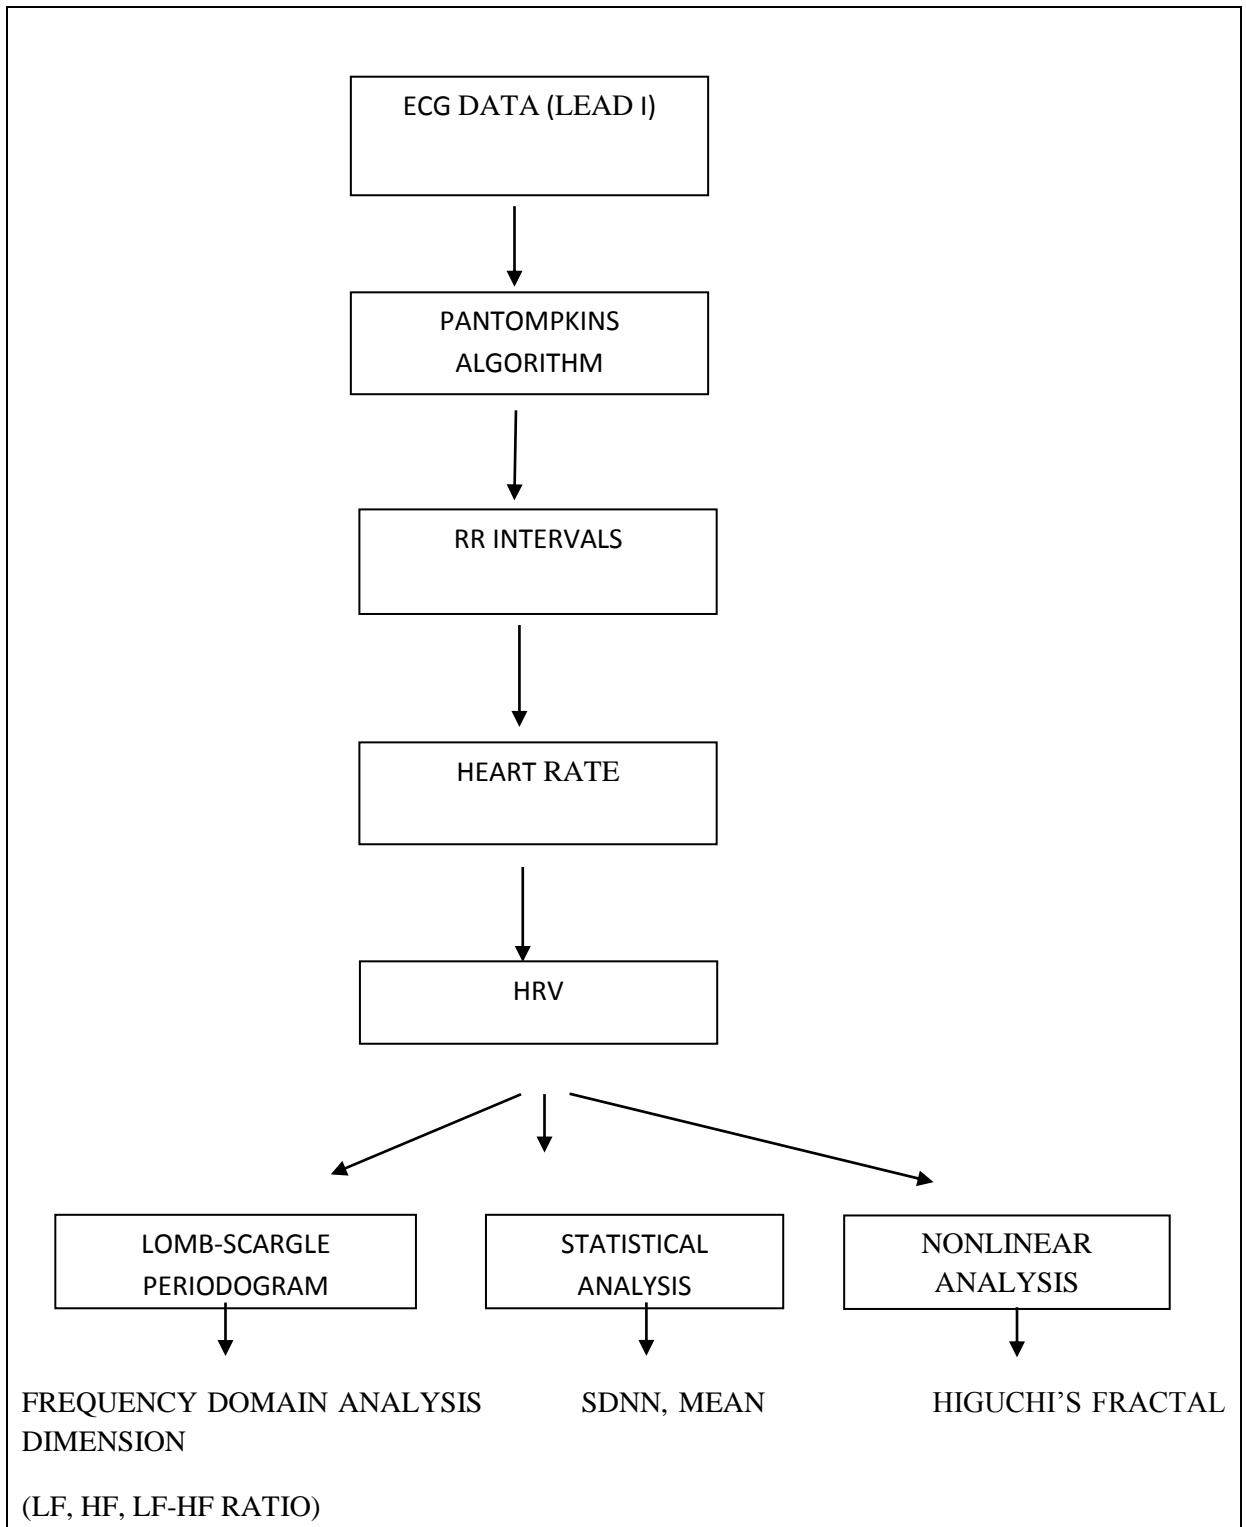 ECG DATA (LEAD I)
PANTOMPKINS
ALGORITHM
RR INTERVALS
HEART RATE
HRV
LOMB-SCARGLE
PERIODOGRAM
STATISTICAL
ANALYSIS
NONLINEAR
ANALYSIS
FREQUENCY DOMAIN ANALYSIS SDNN, MEAN HIGUCHI’S FRACTAL
DIMENSION
(LF, HF, LF-HF RATIO)